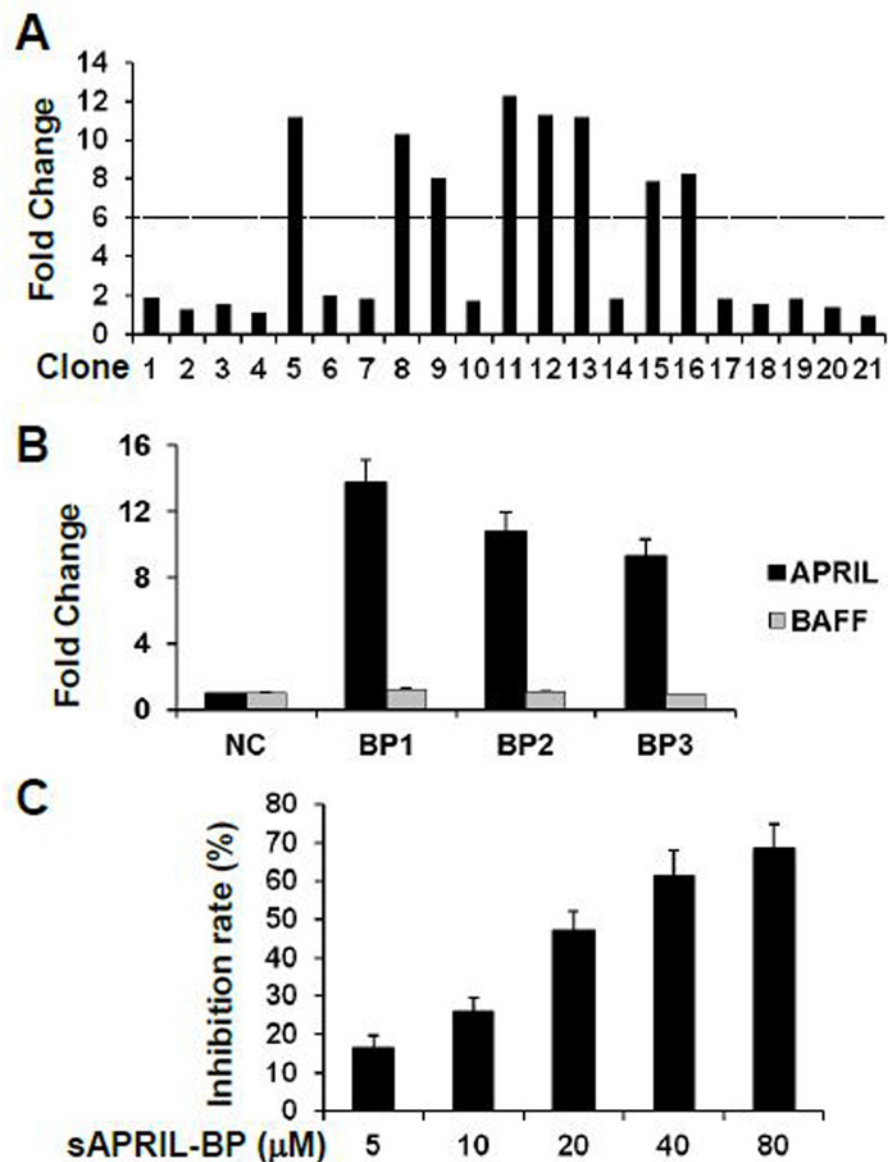 A
Fold Change
14
12
10
8
6
4
2
0
Clone 1 2 3 4 5 6 7 8 9 10 11 12 13 14 15 16 17 18 19 20 21
B
Fold Change
16
12
8
4
0
NC BP1 BP2 BP3
APRIL
BAFF
C
Inhibition rate (%)
80
70
60
50
40
30
20
10
0
sAPRIL-BP (μM) 5 10 20 40 80